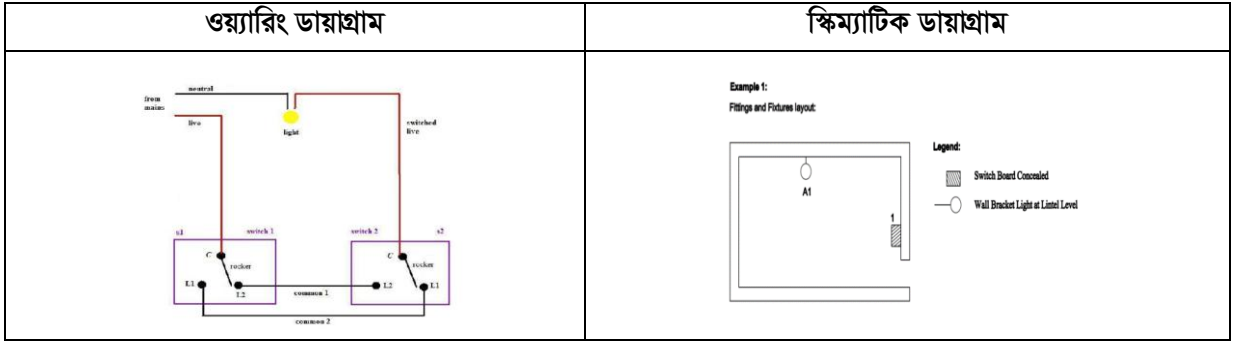 ওয়্যারিং ডায়াগ্রাম
স্কিম্যাটিক ডায়াগ্রাম
neutral
from
mains
live
light
switched
live
s1
switch 1
C
rocker
L1
L2
common 1
common 2
switch 2
s2
C
rocker
L2
L1
Example 1:
Fittings and Fixtures layout:
A1
1
Legend:
Switch Board Concealed
Wall Bracket Light at Lintel Level